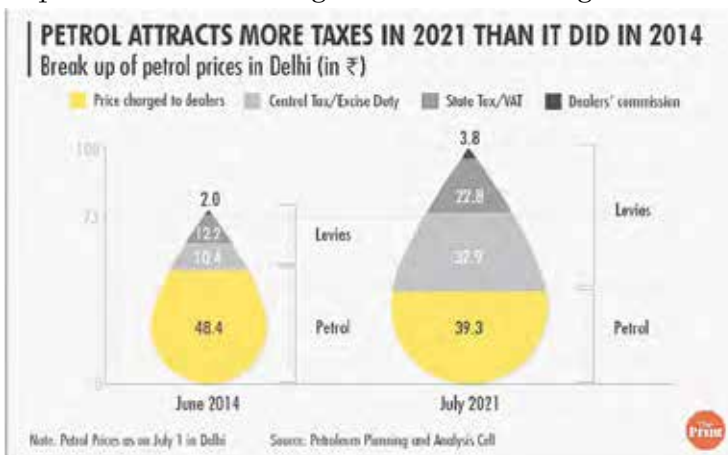 PETROL ATTRACTS MORE TAXES IN 2021 THAN IT DID IN 2014
Break up of petrol prices in Delhi (in ₹)
Price charged to dealers Central Tax/Excise Duty State Tax/VAT Dealers' commission
100
73
0
2.0
12.2
10.4
48.4
Levies
Petrol
June 2014
3.8
22.8
32.9
39.3
Levies
Petrol
July 2021
Note. Petrol Prices as on July 1 in Delhi Source: Petroleum Planning and Analysis Cell
The
Print